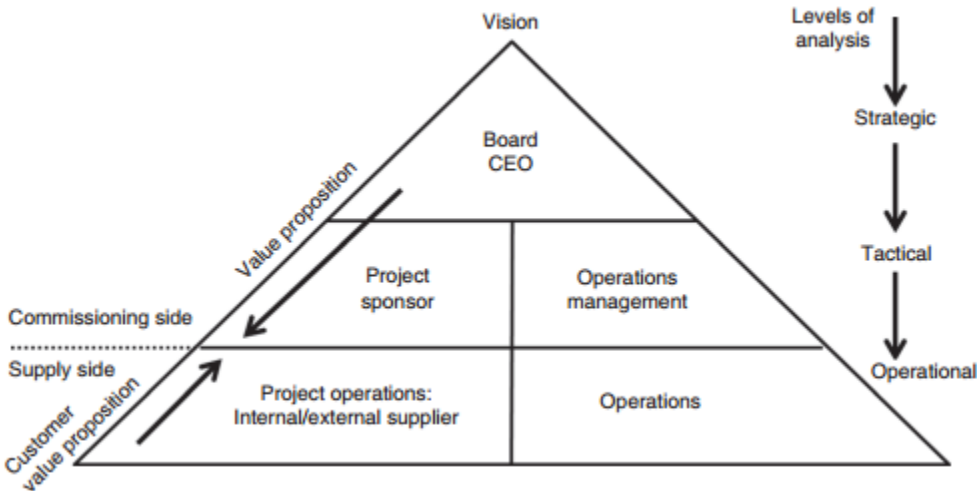 Vision
Levels of
analysis
Strategic
Board
CEO
Value proposition
Tactical
Project
sponsor
Operations
management
Commissioning side
Supply side
Operational
Customer
value proposition
Project operations:
Internal/external supplier
Operations